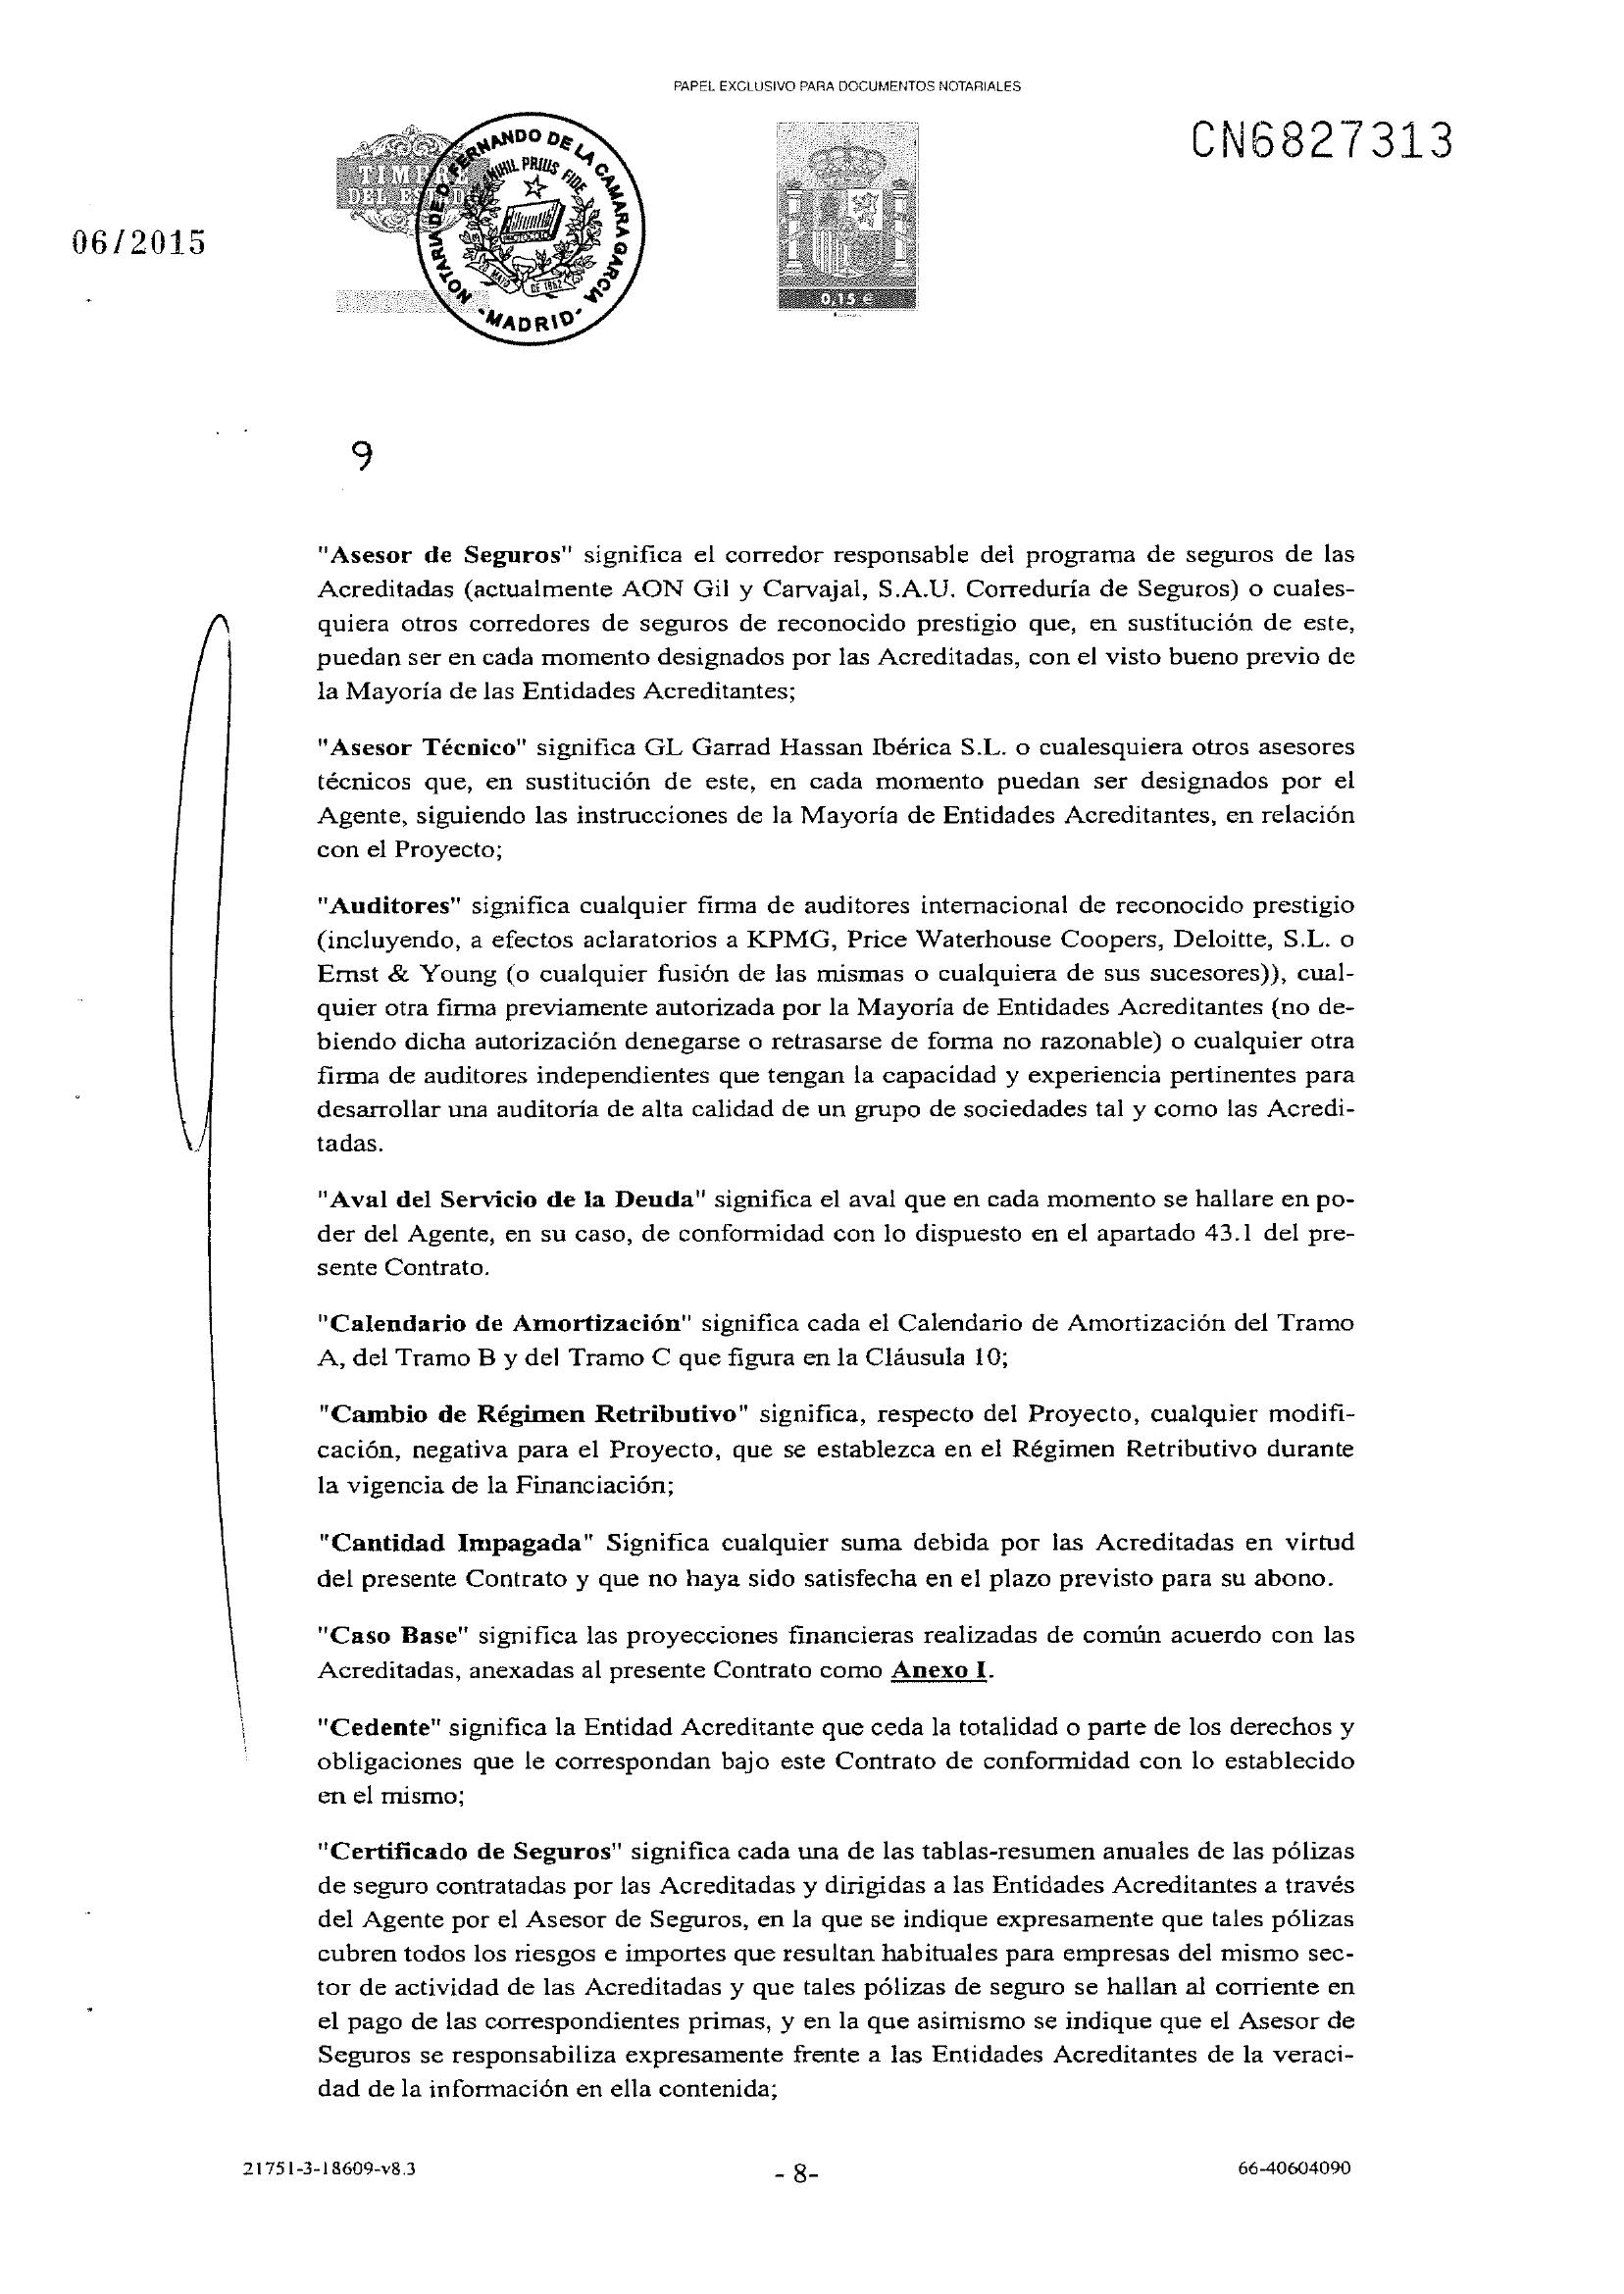 PAPEL EXCLUSIVO PARA DOCUMENTOS NOTARIALES
CN6827313
TIMBRE
DEL ESTADO
NOTARIA DE D. FERNANDO DE LA CAMARA GARCIA
NIHIL PRIUS FIDE
DE 1862
-MADRID-
0,15 €
06/2015
9
"Asesor de Seguros" significa el corredor responsable del programa de seguros de las
Acreditadas (actualmente AON Gil y Carvajal, S.A.U. Correduría de Seguros) o cuales-
quiera otros corredores de seguros de reconocido prestigio que, en sustitución de este,
puedan ser en cada momento designados por las Acreditadas, con el visto bueno previo de
la Mayoría de las Entidades Acreditantes;
"Asesor Técnico" significa GL Garrad Hassan Ibérica S.L. o cualesquiera otros asesores
técnicos que, en sustitución de este, en cada momento puedan ser designados por el
Agente, siguiendo las instrucciones de la Mayoría de Entidades Acreditantes, en relación
con el Proyecto;
"Auditores" significa cualquier firma de auditores internacional de reconocido prestigio
(incluyendo, a efectos aclaratorios a KPMG, Price Waterhouse Coopers, Deloitte, S.L. o
Ernst & Young (o cualquier fusión de las mismas o cualquiera de sus sucesores)), cual-
quier otra firma previamente autorizada por la Mayoría de Entidades Acreditantes (no de-
biendo dicha autorización denegarse o retrasarse de forma no razonable) o cualquier otra
firma de auditores independientes que tengan la capacidad y experiencia pertinentes para
desarrollar una auditoría de alta calidad de un grupo de sociedades tal y como las Acredi-
tadas.
"Aval del Servicio de la Deuda" significa el aval que en cada momento se hallare en po-
der del Agente, en su caso, de conformidad con lo dispuesto en el apartado 43.1 del pre-
sente Contrato.
"Calendario de Amortización" significa cada el Calendario de Amortización del Tramo
A, del Tramo B y del Tramo C que figura en la Cláusula 10;
"Cambio de Régimen Retributivo" significa, respecto del Proyecto, cualquier modifi-
cación, negativa para el Proyecto, que se establezca en el Régimen Retributivo durante
la vigencia de la Financiación;
"Cantidad Impagada" Significa cualquier suma debida por las Acreditadas en virtud
del presente Contrato y que no haya sido satisfecha en el plazo previsto para su abono.
"Caso Base" significa las proyecciones financieras realizadas de común acuerdo con las
Acreditadas, anexadas al presente Contrato como Anexo I.
"Cedente" significa la Entidad Acreditante que ceda la totalidad o parte de los derechos y
obligaciones que le correspondan bajo este Contrato de conformidad con lo establecido
en el mismo;
"Certificado de Seguros" significa cada una de las tablas-resumen anuales de las pólizas
de seguro contratadas por las Acreditadas y dirigidas a las Entidades Acreditantes a través
del Agente por el Asesor de Seguros, en la que se indique expresamente que tales pólizas
cubren todos los riesgos e importes que resultan habituales para empresas del mismo sec-
tor de actividad de las Acreditadas y que tales pólizas de seguro se hallan al corriente en
el pago de las correspondientes primas, y en la que asimismo se indique que el Asesor de
Seguros se responsabiliza expresamente frente a las Entidades Acreditantes de la veraci-
dad de la información en ella contenida;
21751-3-18609-v8.3
- 8-
66-40604090